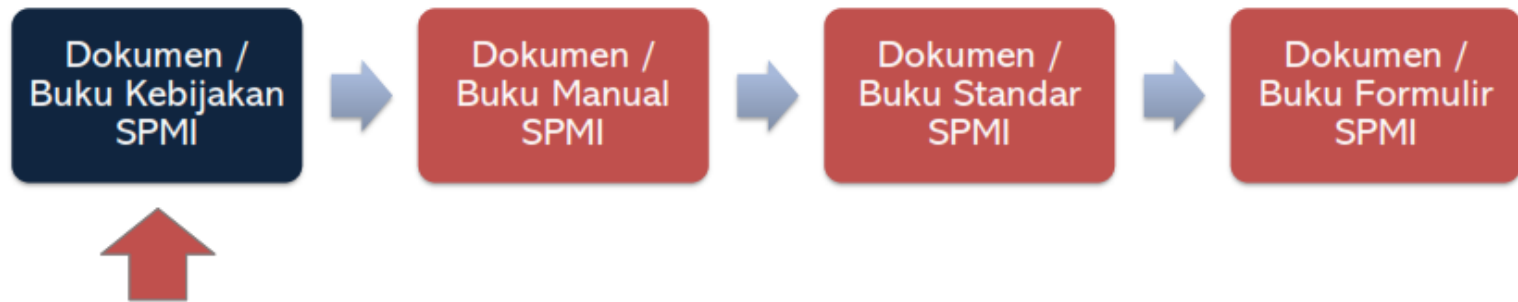 Dokumen /
Buku Kebijakan
SPMI
Dokumen /
Buku Manual
SPMI
Dokumen /
Buku Standar
SPMI
Dokumen /
Buku Formulir
SPMI